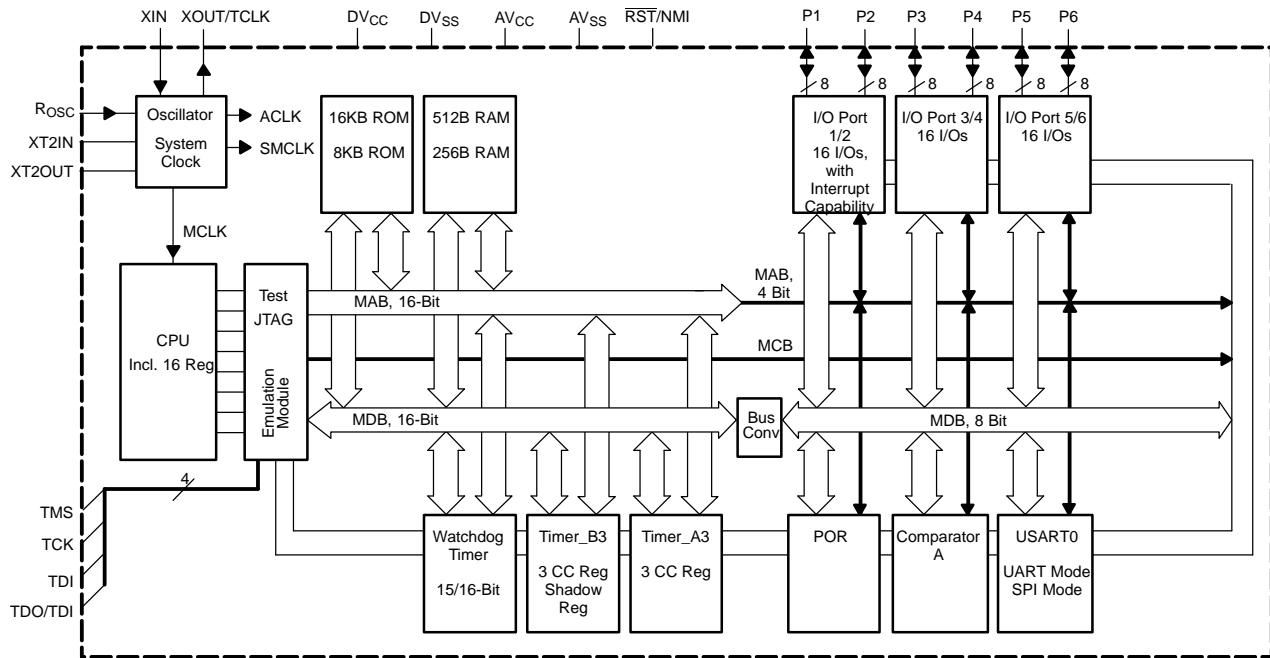 XIN
XOUT/TCLK
DVCC
DVSS
AVCC
AVSS
RST/NMI
P1
P2
P3
P4
P5
P6
8
8
8
8
8
8
ROSC
XT2IN
XT2OUT
Oscillator
System
Clock
ACLK
SMCLK
16KB ROM
8KB ROM
512B RAM
256B RAM
I/O Port
1/2
16 I/Os,
with
Interrupt
Capability
I/O Port 3/4
16 I/Os
I/O Port 5/6
16 I/Os
MCLK
CPU
Incl. 16 Reg
Test
JTAG
Emulation
Module
MAB, 16-Bit
MAB,
4 Bit
MCB
MDB, 16-Bit
Bus
Conv
MDB, 8 Bit
4
TMS
TCK
TDI
TDO/TDI
Watchdog
Timer
15/16-Bit
Timer_B3
3 CC Reg
Shadow
Reg
Timer_A3
3 CC Reg
POR
Comparator
A
USART0
UART Mode
SPI Mode